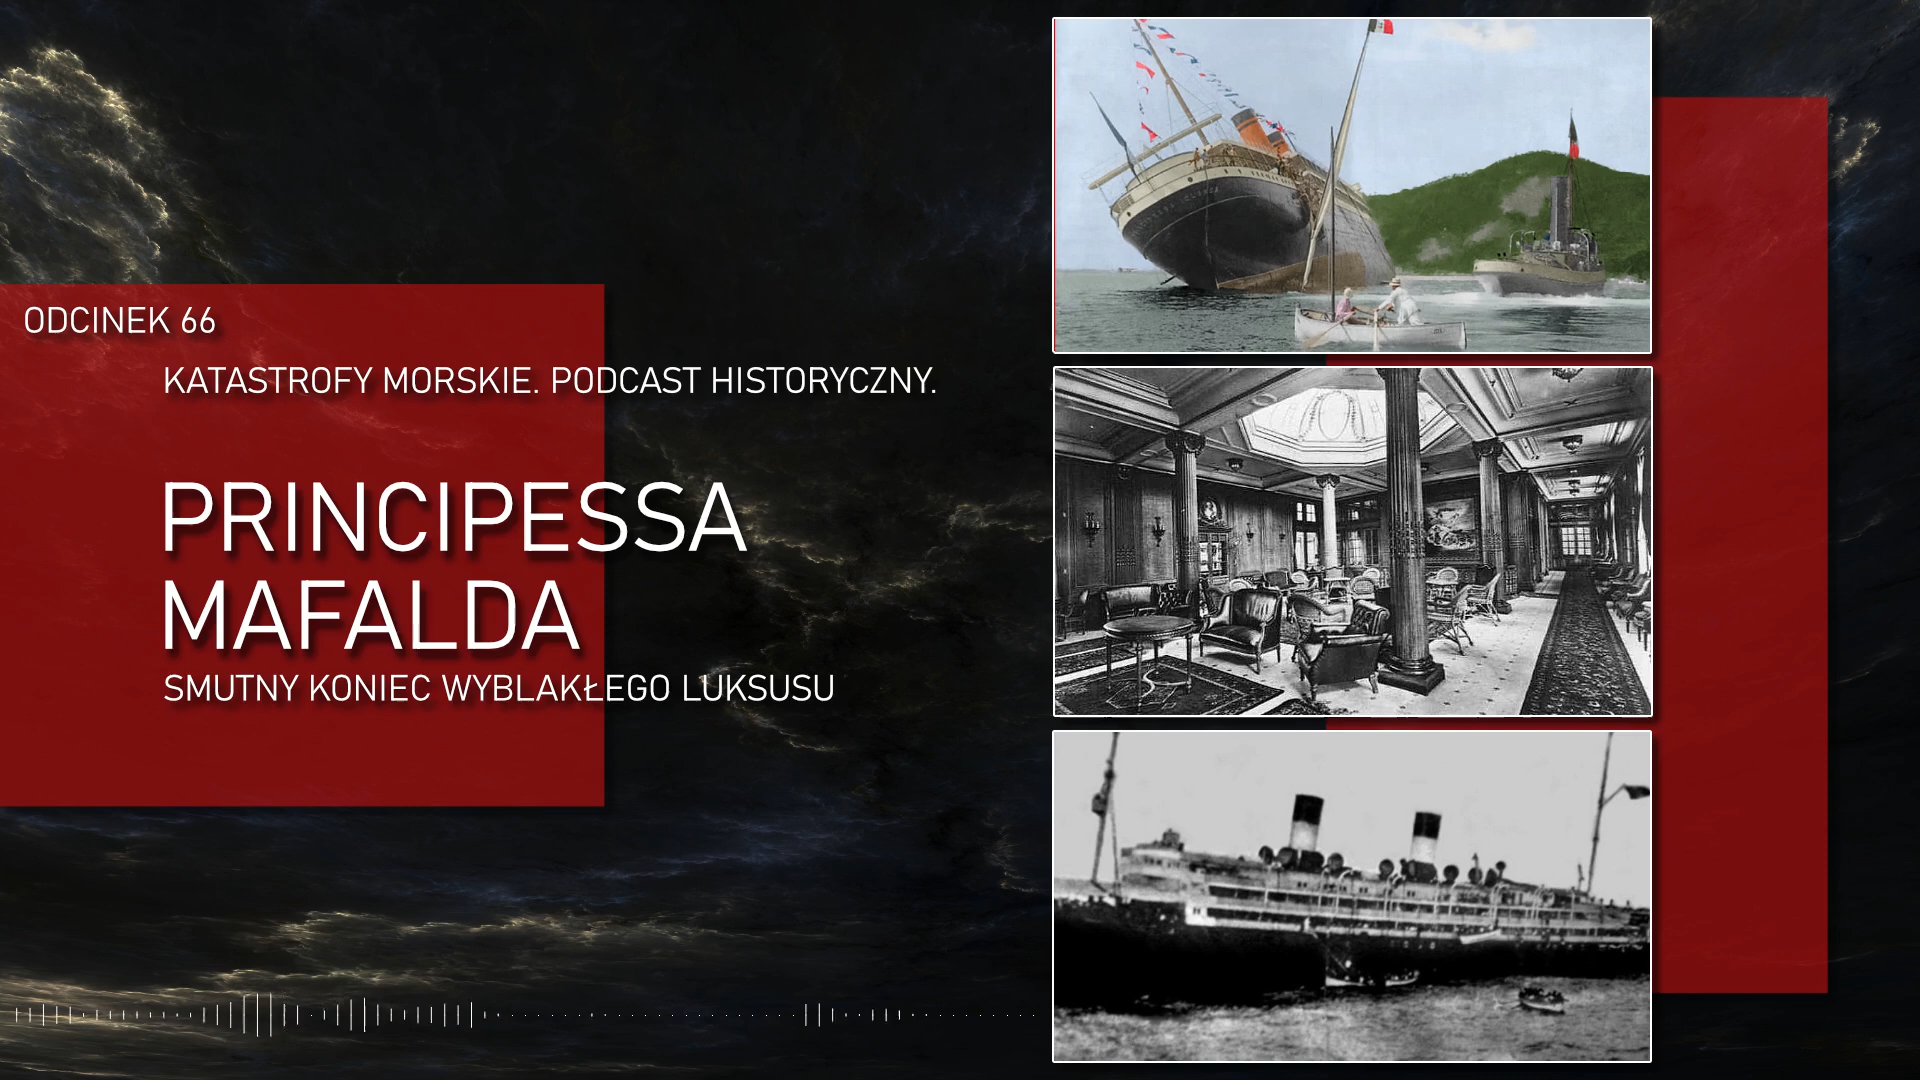 ODCINEK 66
KATASTROFY MORSKIE. PODCAST HISTORYCZNY.
PRINCIPESSA
MAFALDA
SMUTNY KONIEC WYBLAKŁEGO LUKSUSU